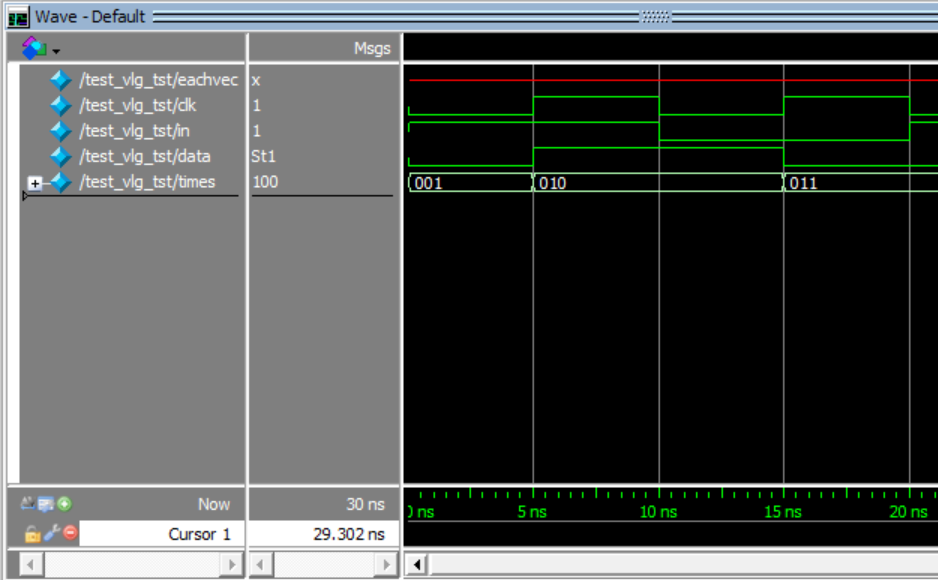 Wave - Default
Msgs
/test_vlg_tst/eachvec x
/test_vlg_tst/clk 1
/test_vlg_tst/in 1
/test_vlg_tst/data St1
/test_vlg_tst/times 100 001 010 011
Now 30 ns
)ns 5 ns 10 ns 15 ns 20 ns
Cursor 1 29.302 ns